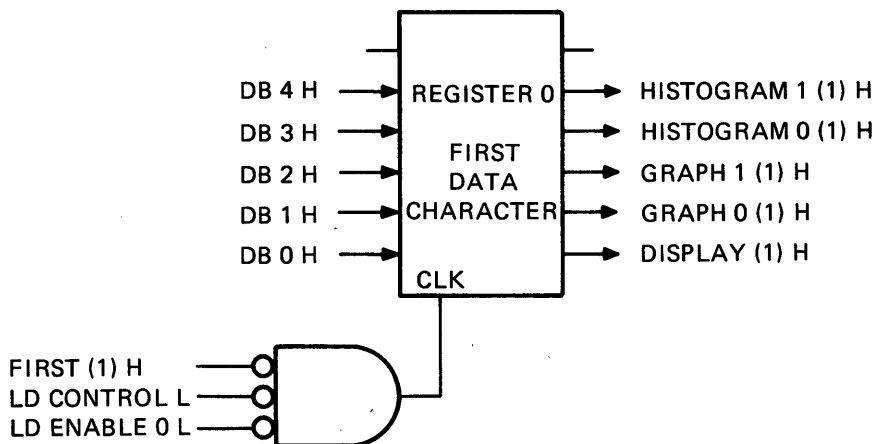 DB 4 H REGISTER 0 HISTOGRAM 1 (1) H
DB 3 H HISTOGRAM 0 (1) H
FIRST
DB 2 H GRAPH 1 (1) H
DATA
DB 1 H CHARACTER GRAPH 0 (1) H
DB 0 H DISPLAY (1) H
CLK
FIRST (1) H
LD CONTROL L
LD ENABLE 0 L